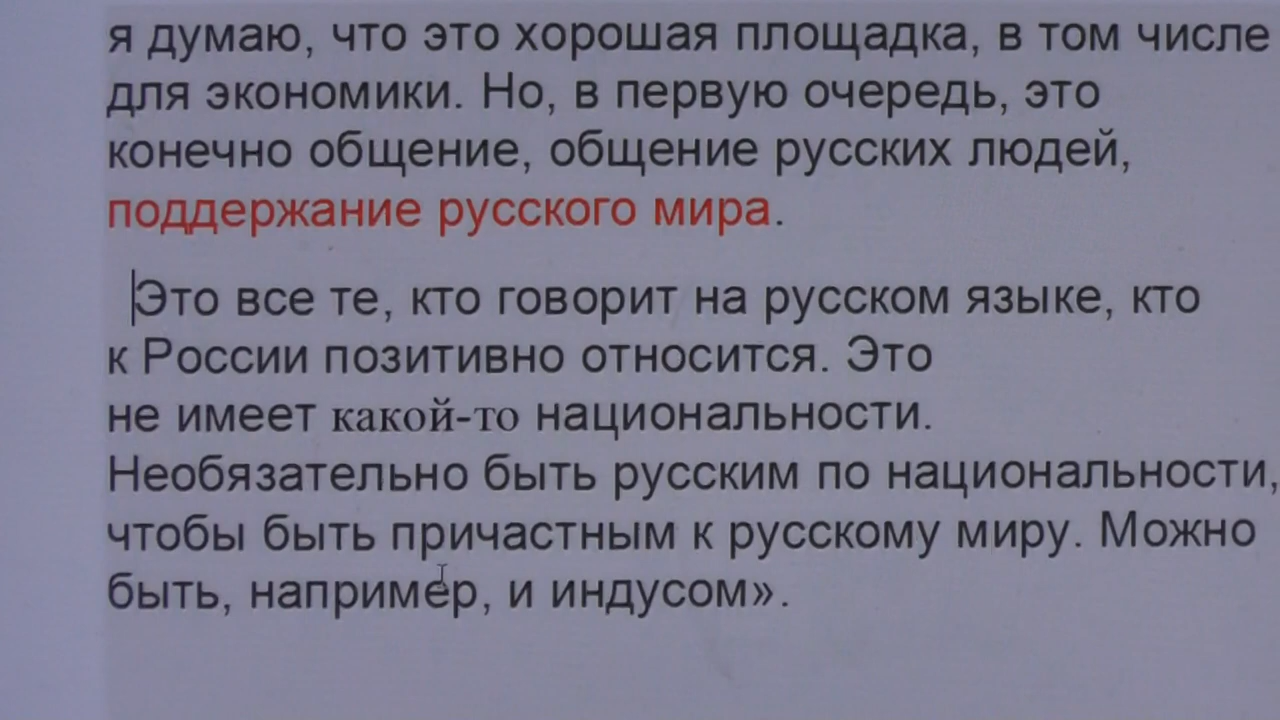 я думаю, что это хорошая площадка, в том числе
для экономики. Но, в первую очередь, это
конечно общение, общение русских людей,
поддержание русского мира.
Это все те, кто говорит на русском языке, кто
к России позитивно относится. Это
не имеет какой-то национальности.
Необязательно быть русским по национальности,
чтобы быть причастным к русскому миру. Можно
быть, например, и индусом».